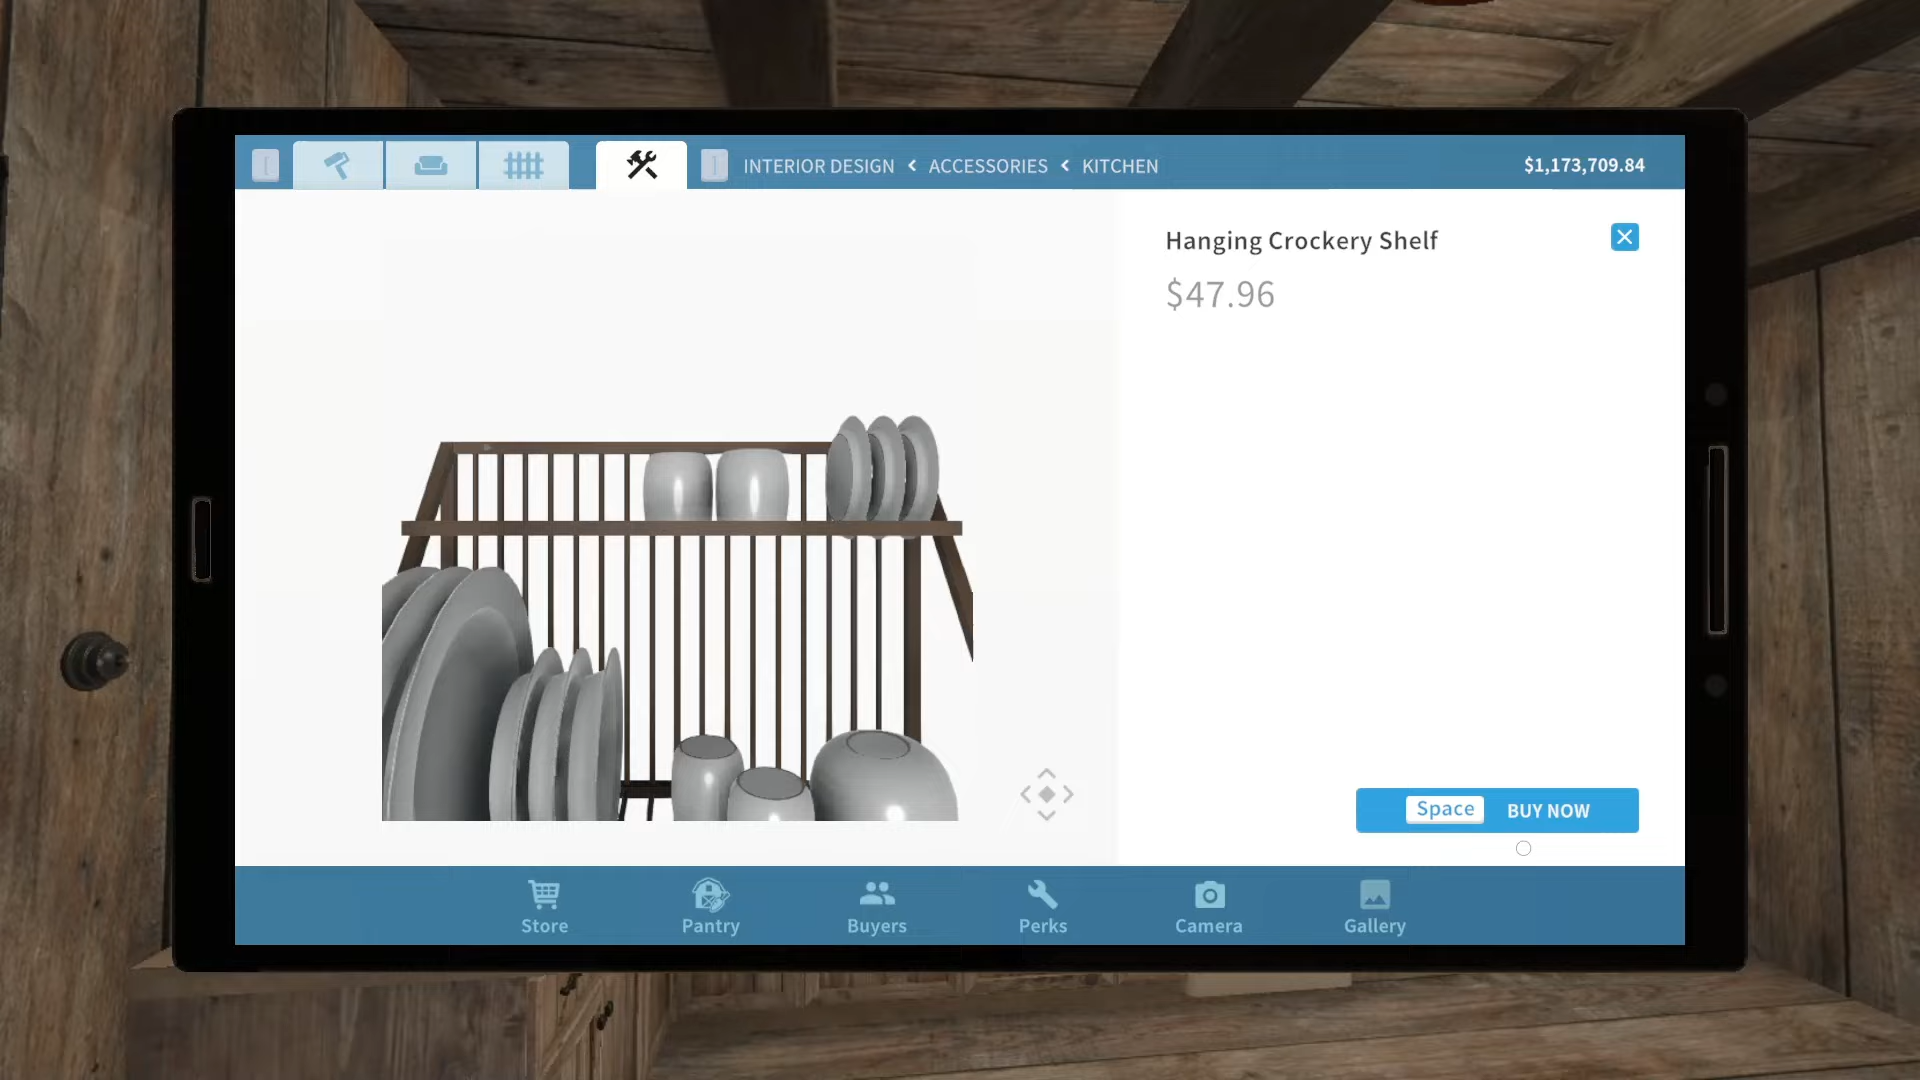 [ ] INTERIOR DESIGN < ACCESSORIES < KITCHEN $1,173,709.84
Hanging Crockery Shelf
$47.96
Space BUY NOW
Store Pantry Buyers Perks Camera Gallery